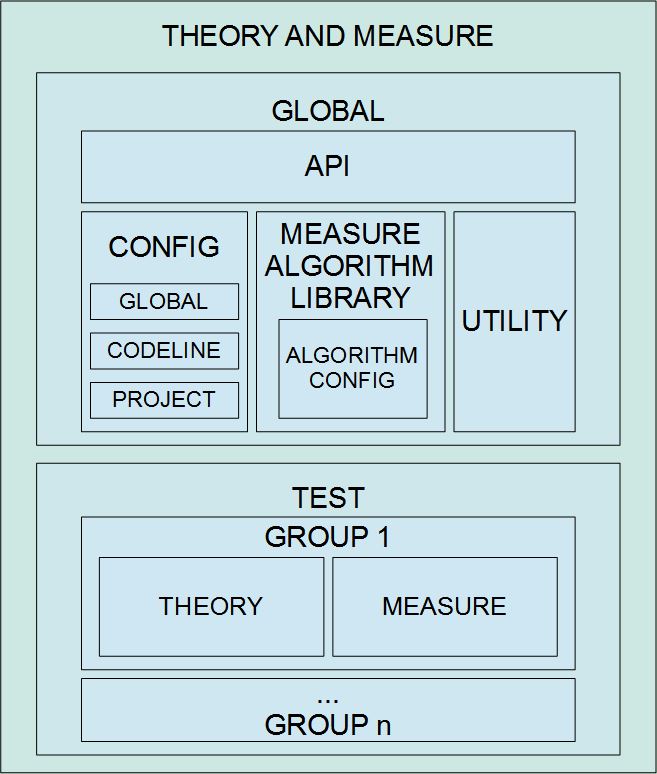 THEORY AND MEASURE
GLOBAL
API
CONFIG
GLOBAL
CODELINE
PROJECT
MEASURE
ALGORITHM
LIBRARY
ALGORITHM
CONFIG
UTILITY
TEST
GROUP 1
THEORY
MEASURE
...
GROUP n